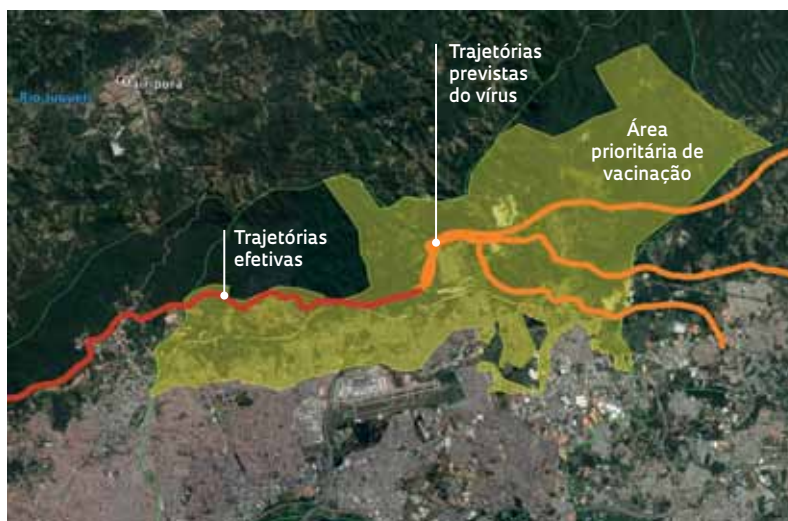 Trajetórias
previstas
do vírus
Área
prioritária de
vacinação
Trajetórias
efetivas